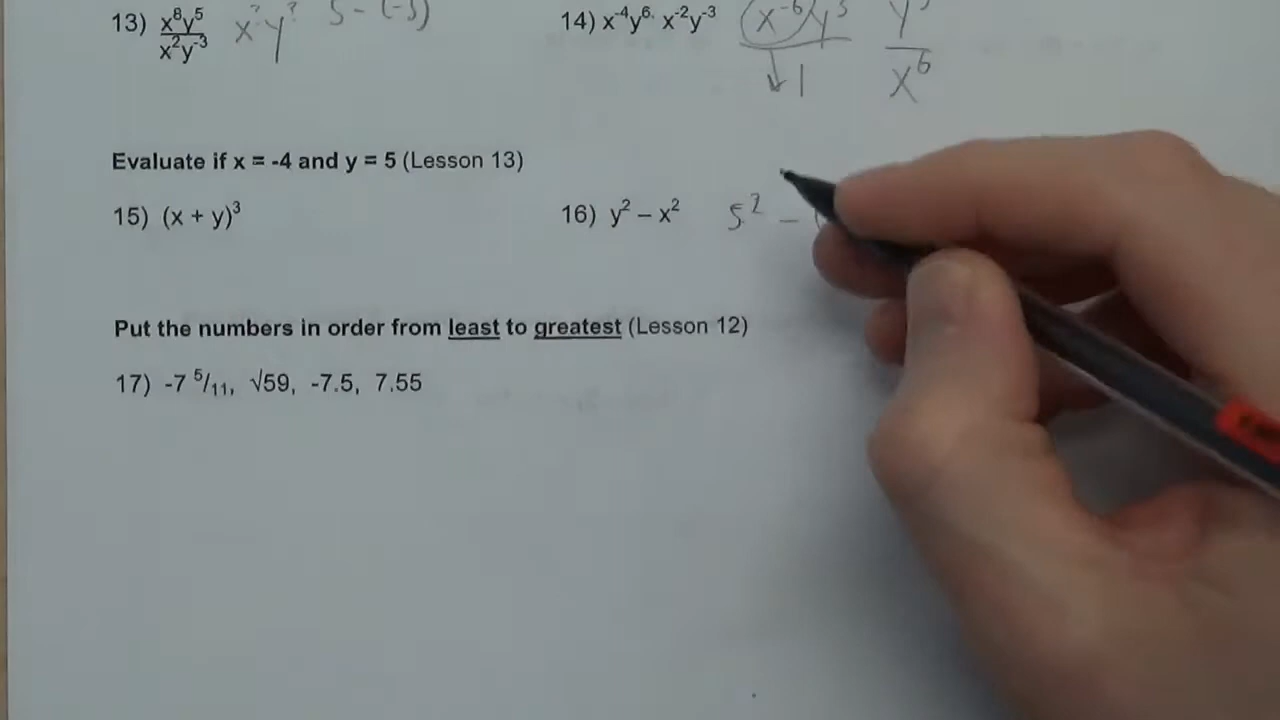 13) x⁸y⁵ / x²y⁻³ x^? y^? 5 - (-3)
14) x⁻⁴y⁶· x⁻²y⁻³ (x⁻⁶)y³ / ↓ 1 y³ / x⁶
Evaluate if x = -4 and y = 5 (Lesson 13)
15) (x + y)³
16) y² – x² 5² – (
Put the numbers in order from least to greatest (Lesson 12)
17) -7 ⁵/₁₁, √59, -7.5, 7.55